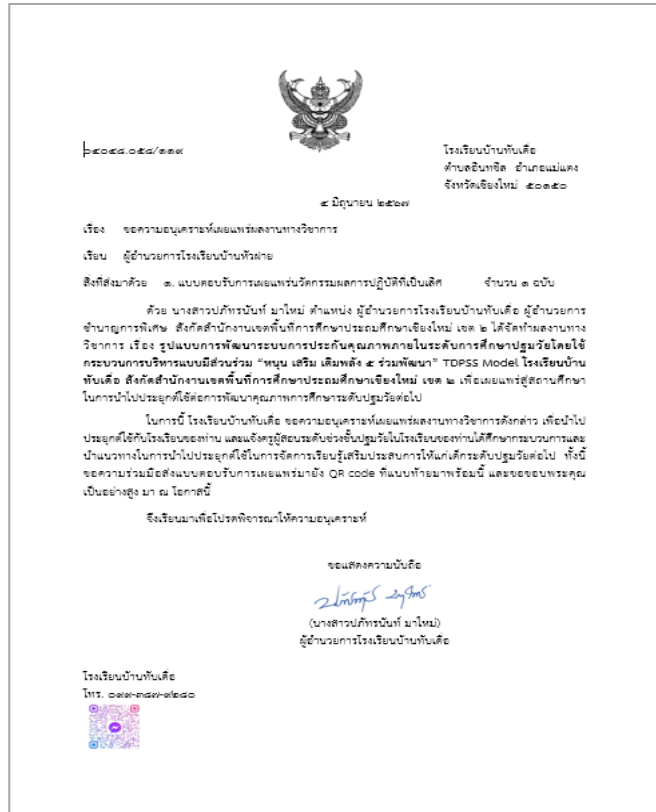 โรงเรียนบ้านทับเดื่อ
ตำบลอินทขิล อำเภอแม่แตง
จังหวัดเชียงใหม่ ๕๐๑๕๐
๔ มิถุนายน ๒๕๖๗
เรื่อง ขอความอนุเคราะห์เผยแพร่ผลงานทางวิชาการ
เรียน ผู้อำนวยการโรงเรียนบ้านหัวฝาย
สิ่งที่ส่งมาด้วย ๑. แบบตอบรับการเผยแพร่นวัตกรรมผลการปฏิบัติที่เป็นเลิศ จำนวน ๑ ฉบับ
ด้วย นางสาวปภัทรนันท์ มาใหม่ ตำแหน่ง ผู้อำนวยการโรงเรียนบ้านทับเดื่อ ผู้อำนวยการ
ชำนาญการพิเศษ สังกัดสำนักงานเขตพื้นที่การศึกษาประถมศึกษาเชียงใหม่ เขต ๒ ได้จัดทำผลงานทาง
วิชาการ เรื่อง รูปแบบการพัฒนาระบบการประกันคุณภาพภายในระดับการศึกษาปฐมวัยโดยใช้
กระบวนการบริหารแบบมีส่วนร่วม “หนุน เสริม เติมพลัง ๕ ร่วมพัฒนา” TDPSS Model โรงเรียนบ้าน
ทับเดื่อ สังกัดสำนักงานเขตพื้นที่การศึกษาประถมศึกษาเชียงใหม่ เขต ๒ เพื่อเผยแพร่สู่สถานศึกษา
ในการนำไปประยุกต์ใช้ต่อการพัฒนาคุณภาพการศึกษาระดับปฐมวัยต่อไป
ในการนี้ โรงเรียนบ้านทับเดื่อ ขอความอนุเคราะห์เผยแพร่ผลงานทางวิชาการดังกล่าว เพื่อนำไป
ประยุกต์ใช้กับโรงเรียนของท่าน และแจ้งครูผู้สอนระดับช่วงชั้นปฐมวัยในโรงเรียนของท่านได้ศึกษากระบวนการและ
นำแนวทางในการนำไปประยุกต์ใช้ในการจัดการเรียนรู้เสริมประสบการให้แก่เด็กระดับปฐมวัยต่อไป ทั้งนี้
ขอความร่วมมือส่งแบบตอบรับการเผยแพร่มายัง QR code ที่แนบท้ายมาพร้อมนี้ และขอขอบพระคุณ
เป็นอย่างสูง มา ณ โอกาสนี้
จึงเรียนมาเพื่อโปรดพิจารณาให้ความอนุเคราะห์
ขอแสดงความนับถือ
(นางสาวปภัทรนันท์ มาใหม่)
ผู้อำนวยการโรงเรียนบ้านทับเดื่อ
โรงเรียนบ้านทับเดื่อ
โทร.